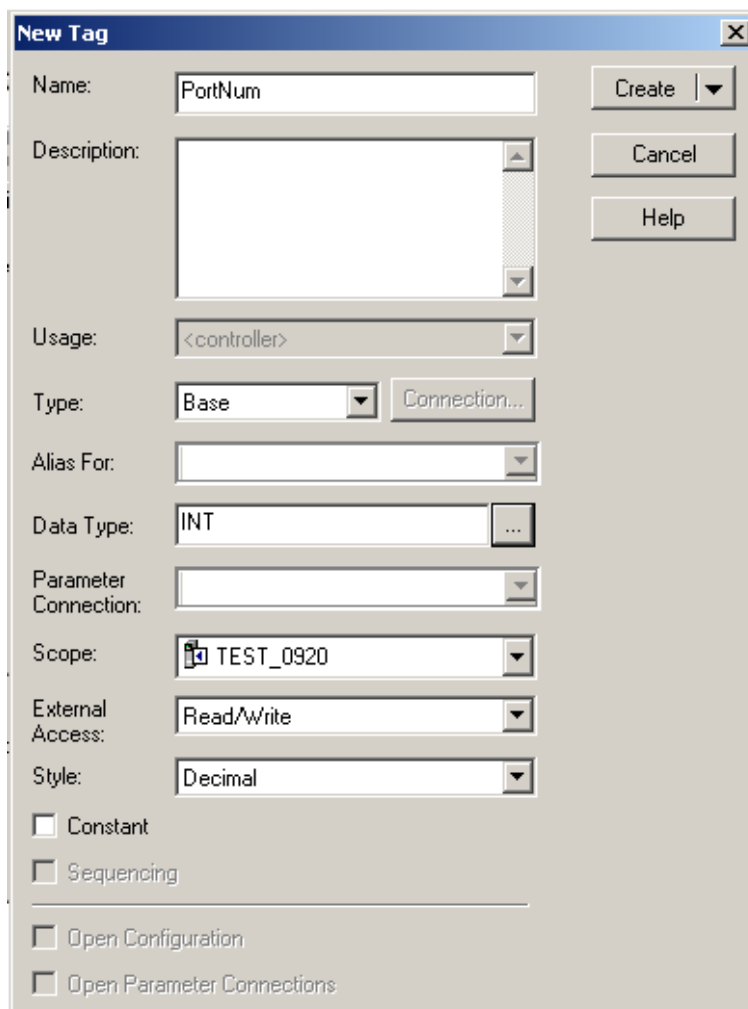 New Tag
Name:
PortNum
Create
Description:
Cancel
Help
Usage:
<controller>
Type:
Base
Connection...
Alias For:
Data Type:
INT
...
Parameter
Connection:
Scope:
TEST_0920
External
Access:
Read/Write
Style:
Decimal
Constant
Sequencing
Open Configuration
Open Parameter Connections